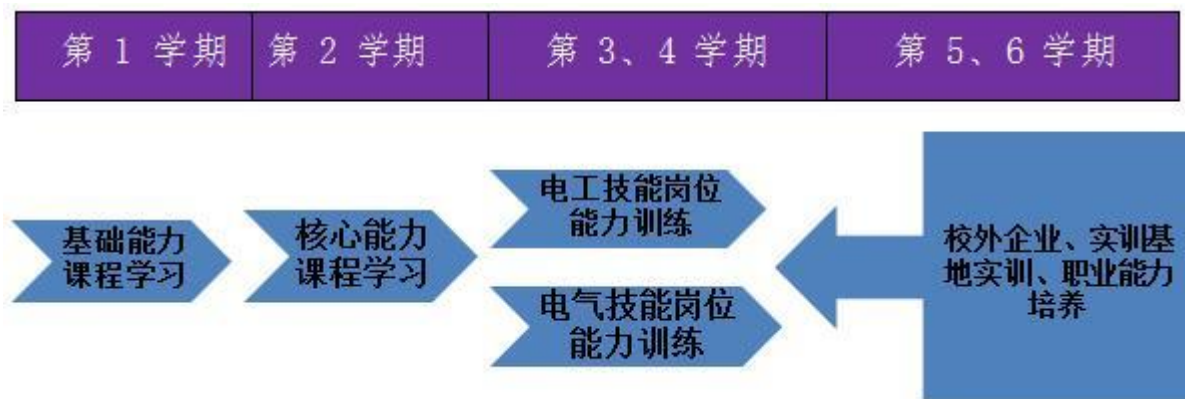 第 1 学期
第 2 学期
第 3、4 学期
第 5、6 学期
基础能力
课程学习
核心能力
课程学习
电工技能岗位
能力训练
电气技能岗位
能力训练
校外企业、实训基
地实训、职业能力
培养